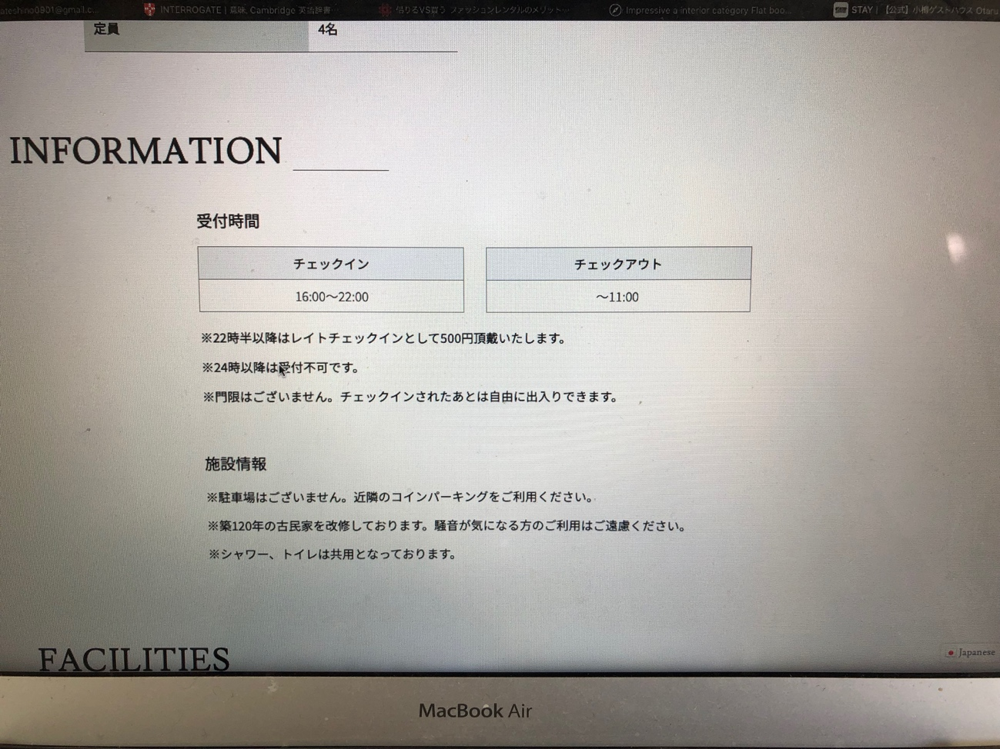 ateshino0801@gmail.c...
INTERROGATE | 意味, Cambridge 英語辞書…
借りるVS買う ファッションレンタルのメリット…
Impressive a interior category Flat boo...
STAY | 【公式】小樽ゲストハウス Otaru
定員 4名
INFORMATION
受付時間
チェックイン チェックアウト
16:00〜22:00 〜11:00
※22時半以降はレイトチェックインとして500円頂戴いたします。
※24時以降は受付不可です。
※門限はございません。チェックインされたあとは自由に出入りできます。
施設情報
※駐車場はございません。近隣のコインパーキングをご利用ください。
※築120年の古民家を改修しております。騒音が気になる方のご利用はご遠慮ください。
※シャワー、トイレは共用となっております。
FACILITIES
Japanese
MacBook Air